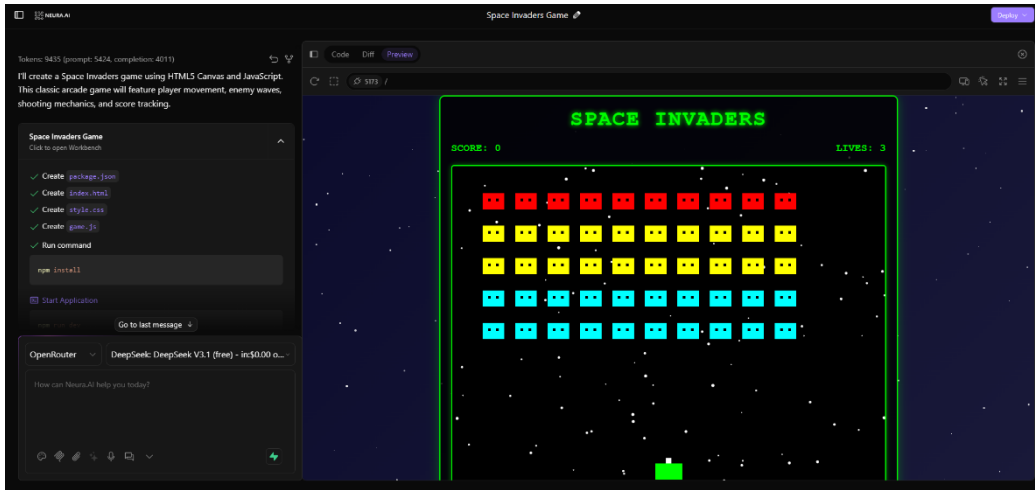 NEURA.AI
Space Invaders Game
Deploy
Tokens: 9435 (prompt: 5424, completion: 4011)
I'll create a Space Invaders game using HTML5 Canvas and JavaScript.
This classic arcade game will feature player movement, enemy waves,
shooting mechanics, and score tracking.
Space Invaders Game
Click to open Workbench
Create package.json
Create index.html
Create style.css
Create game.js
Run command
npm install
Start Application
Go to last message
OpenRouter
DeepSeek: DeepSeek V3.1 (free) - in:$0.00 o...
How can Neura.AI help you today?
Code Diff Preview
5173 /
SPACE INVADERS
SCORE: 0
LIVES: 3